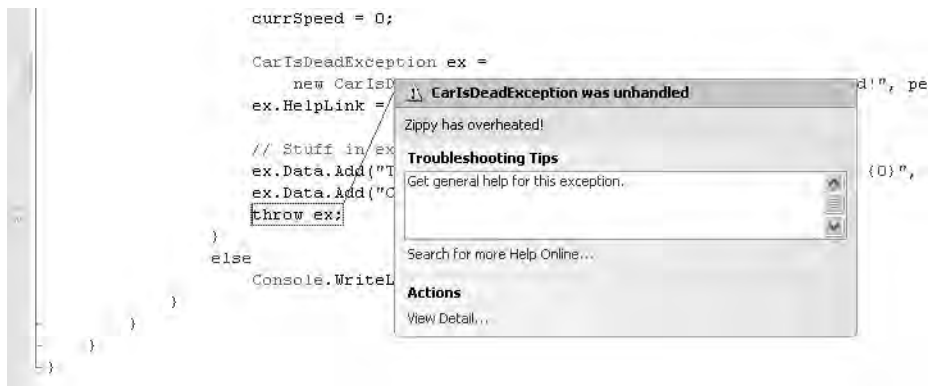 currSpeed = 0;
CarIsDeadException ex =
new CarIsD d!", pe
ex.HelpLink =
// Stuff in ex
ex.Data.Add("T {0}",
ex.Data.Add("C
throw ex;
}
else
Console.WriteL
}
}
}
}
CarIsDeadException was unhandled
Zippy has overheated!
Troubleshooting Tips
Get general help for this exception.
Search for more Help Online...
Actions
View Detail...